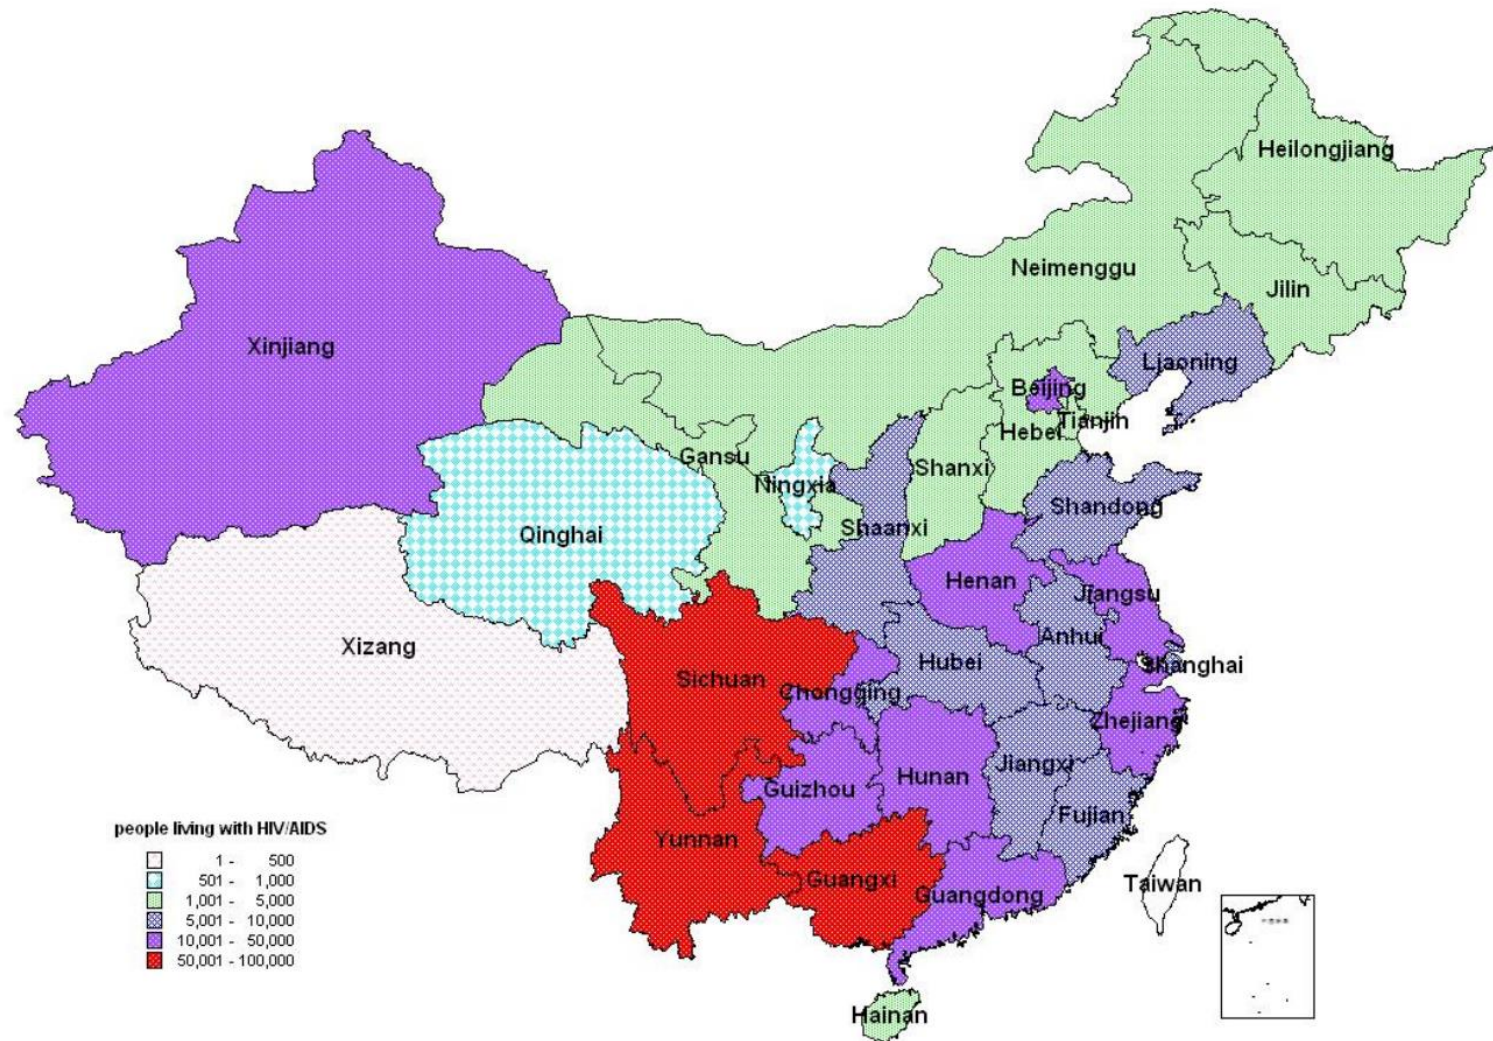 Heilongjiang
Neimenggu
Jilin
Xinjiang
Liaoning
Beijing
Tianjin
Hebei
Gansu
Shanxi
Ningxia
Shandong
Shaanxi
Qinghai
Henan
Jiangsu
Anhui
Xizang
Hubei
Shanghai
Sichuan
Chongqing
Zhejiang
Jiangxi
Hunan
Guizhou
Fujian
people living with HIV/AIDS
Yunnan
1 - 500
501 - 1,000
1,001 - 5,000
5,001 - 10,000
10,001 - 50,000
50,001 - 100,000
Guangxi
Taiwan
Guangdong
Hainan